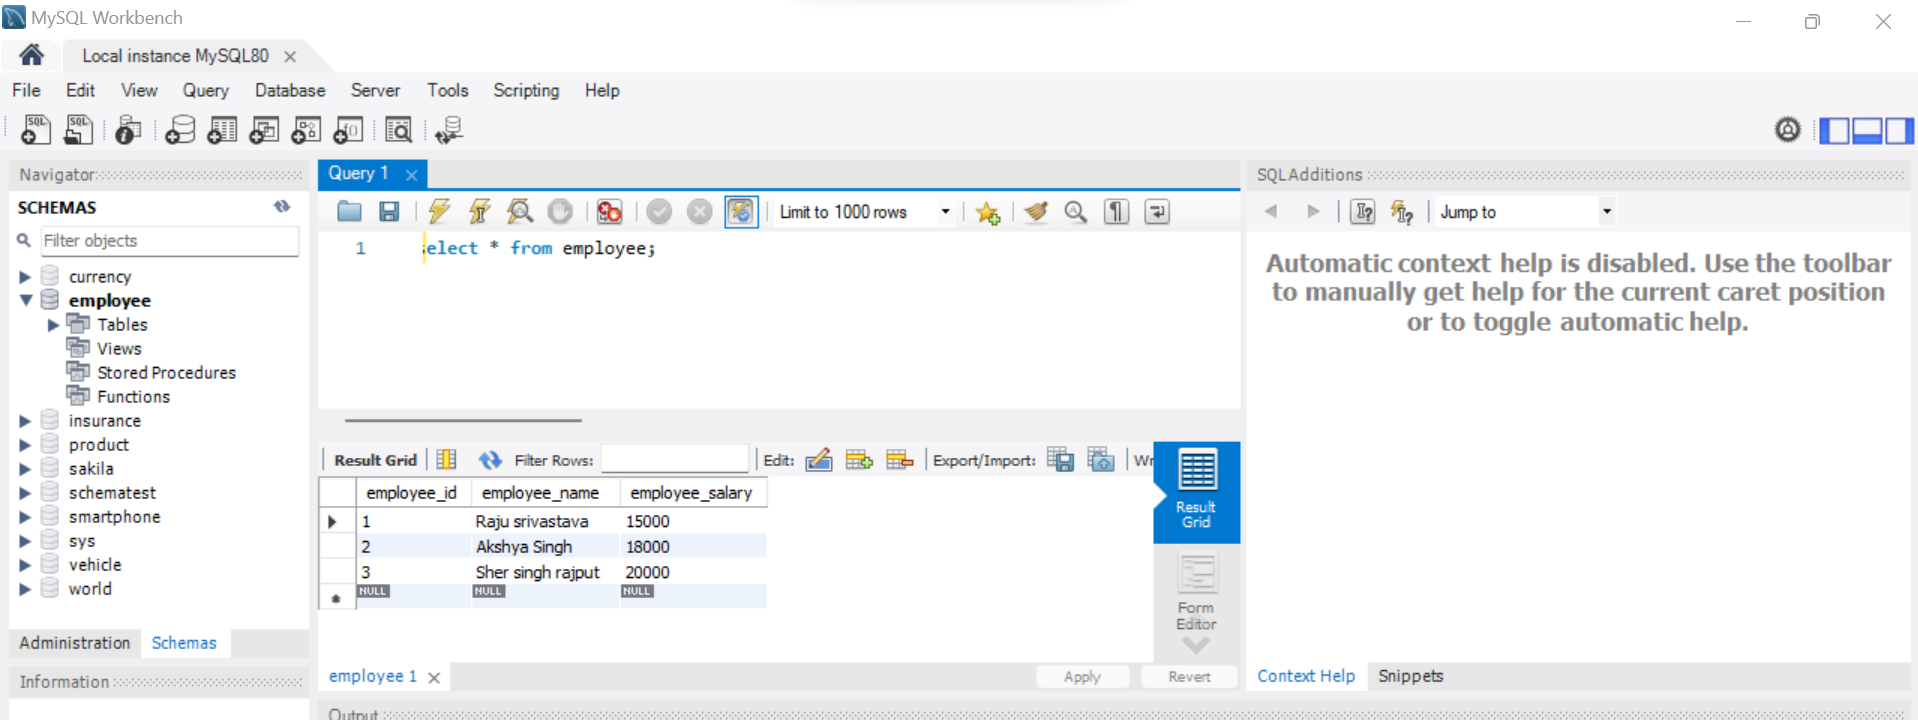 MySQL Workbench
Local instance MySQL80
File Edit View Query Database Server Tools Scripting Help
Navigator
SCHEMAS
Filter objects
currency
employee
Tables
Views
Stored Procedures
Functions
insurance
product
sakila
schematest
smartphone
sys
vehicle
world
Administration Schemas
Information
Query 1
Limit to 1000 rows
1 select * from employee;
Result Grid Filter Rows: Edit: Export/Import: Wr
employee_id employee_name employee_salary
1 Raju srivastava 15000
2 Akshya Singh 18000
3 Sher singh rajput 20000
NULL NULL NULL
Result
Grid
Form
Editor
employee 1
Apply Revert
Output
SQLAdditions
Jump to
Automatic context help is disabled. Use the toolbar
to manually get help for the current caret position
or to toggle automatic help.
Context Help Snippets